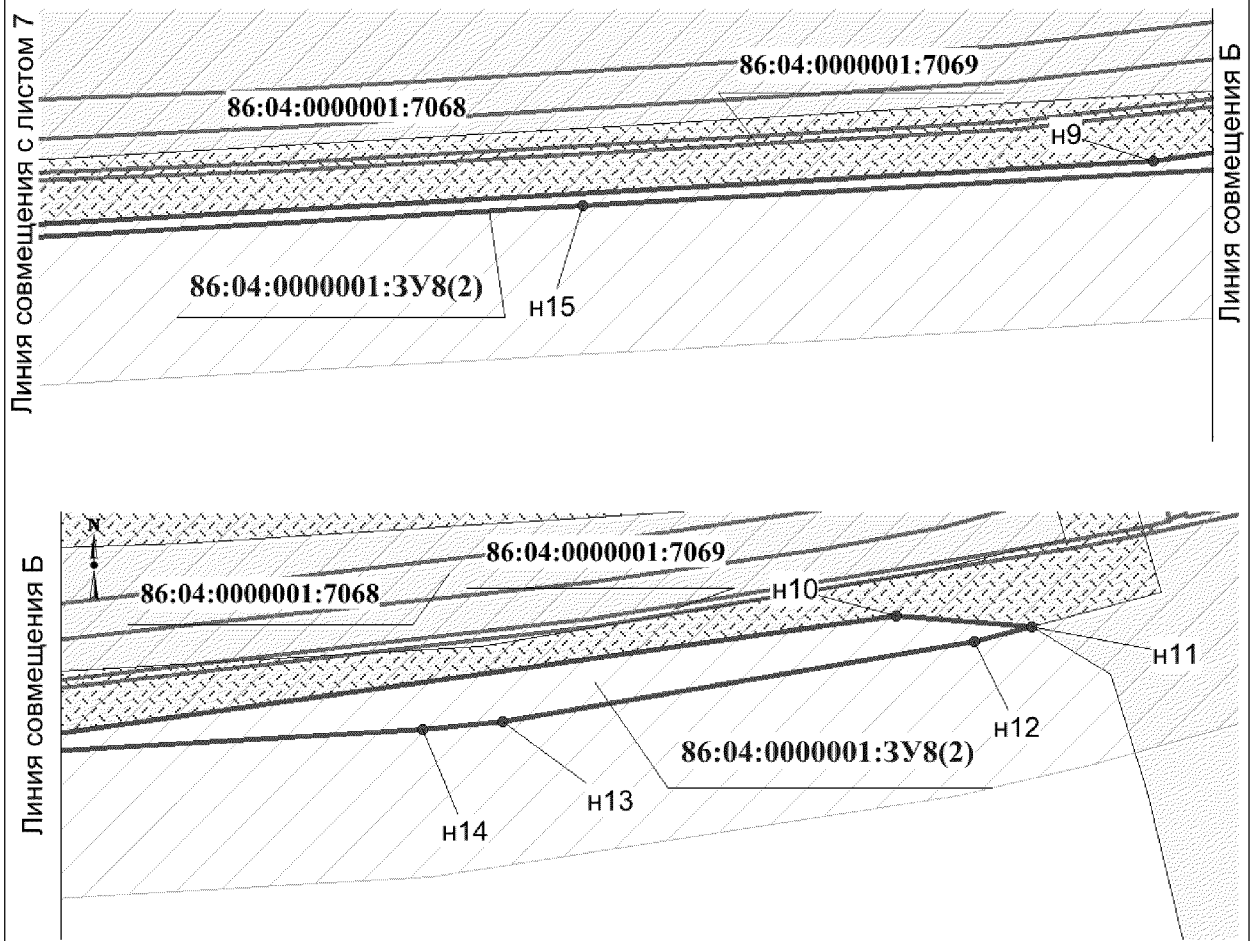 Линия совмещения с листом 7
86:04:0000001:7069
86:04:0000001:7068
н9
86:04:0000001:ЗУ8(2)
н15
Линия совмещения Б
Линия совмещения Б
N
86:04:0000001:7069
86:04:0000001:7068
н10
н11
н12
86:04:0000001:ЗУ8(2)
н13
н14